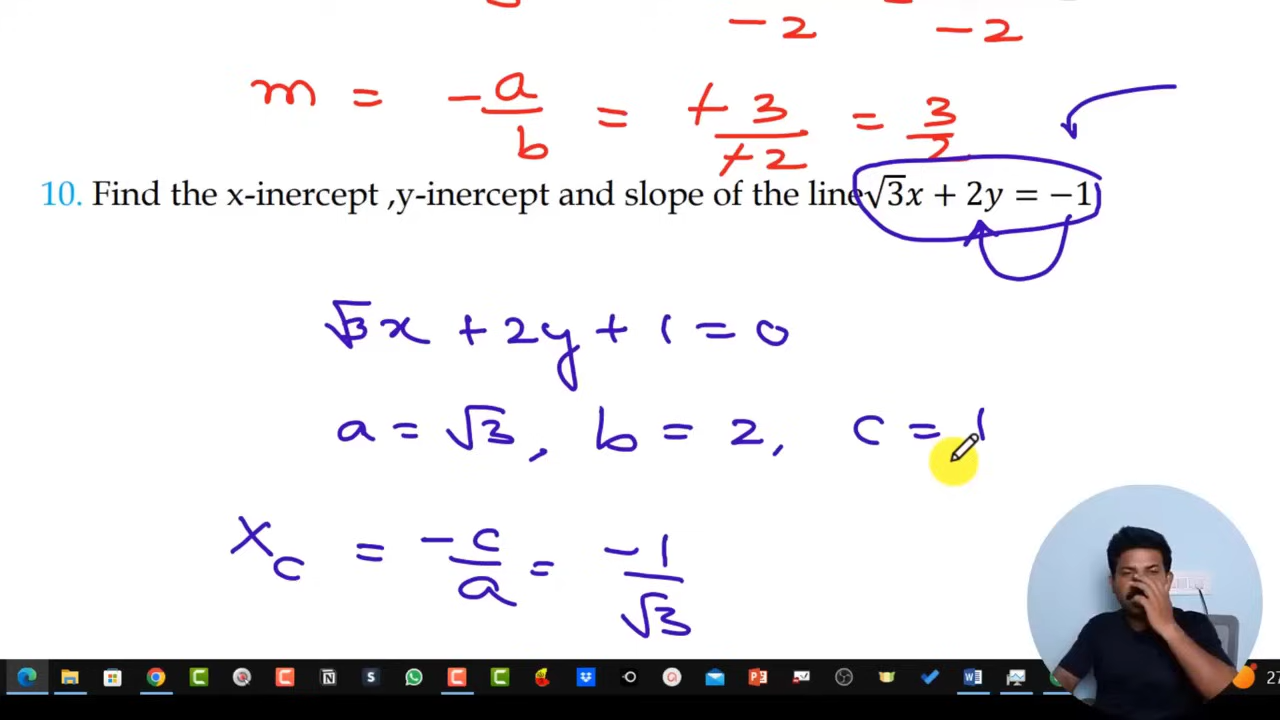 -2 -2
m = -a/b = +3/+2 = 3/2
10. Find the x-inercept ,y-inercept and slope of the line√3x + 2y = −1
√3x + 2y + 1 = 0
a = √3, b = 2, c = 1
x_c = -c/a = -1/√3
27